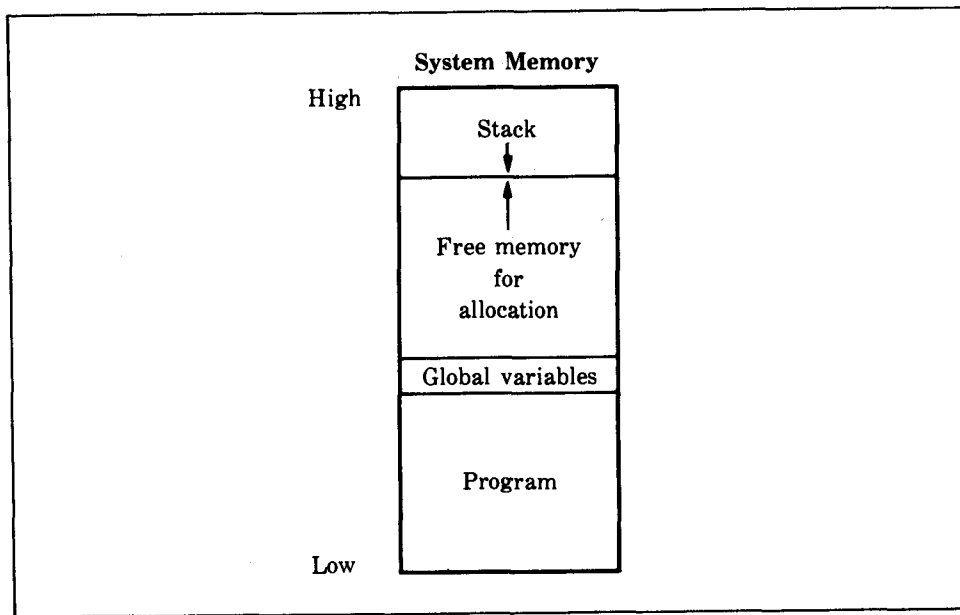 System Memory
High
Stack
Free memory
for
allocation
Global variables
Program
Low